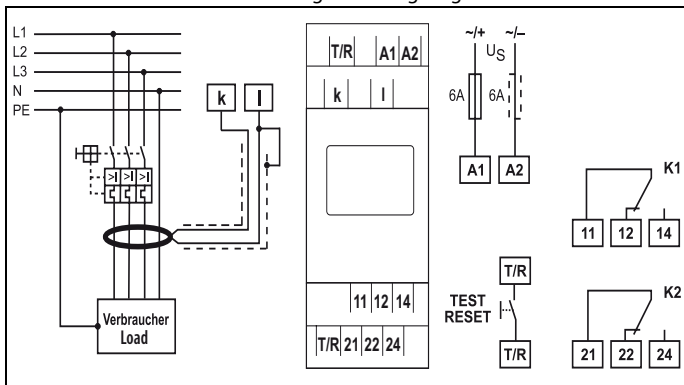 L1
L2
L3
N
PE
k
l
>I >I >I
Verbraucher
Load
T/R A1 A2
k l
11 12 14
T/R 21 22 24
~/+ ~/–
US
6A 6A
A1 A2
T/R
TEST
RESET
T/R
K1
11 12 14
K2
21 22 24